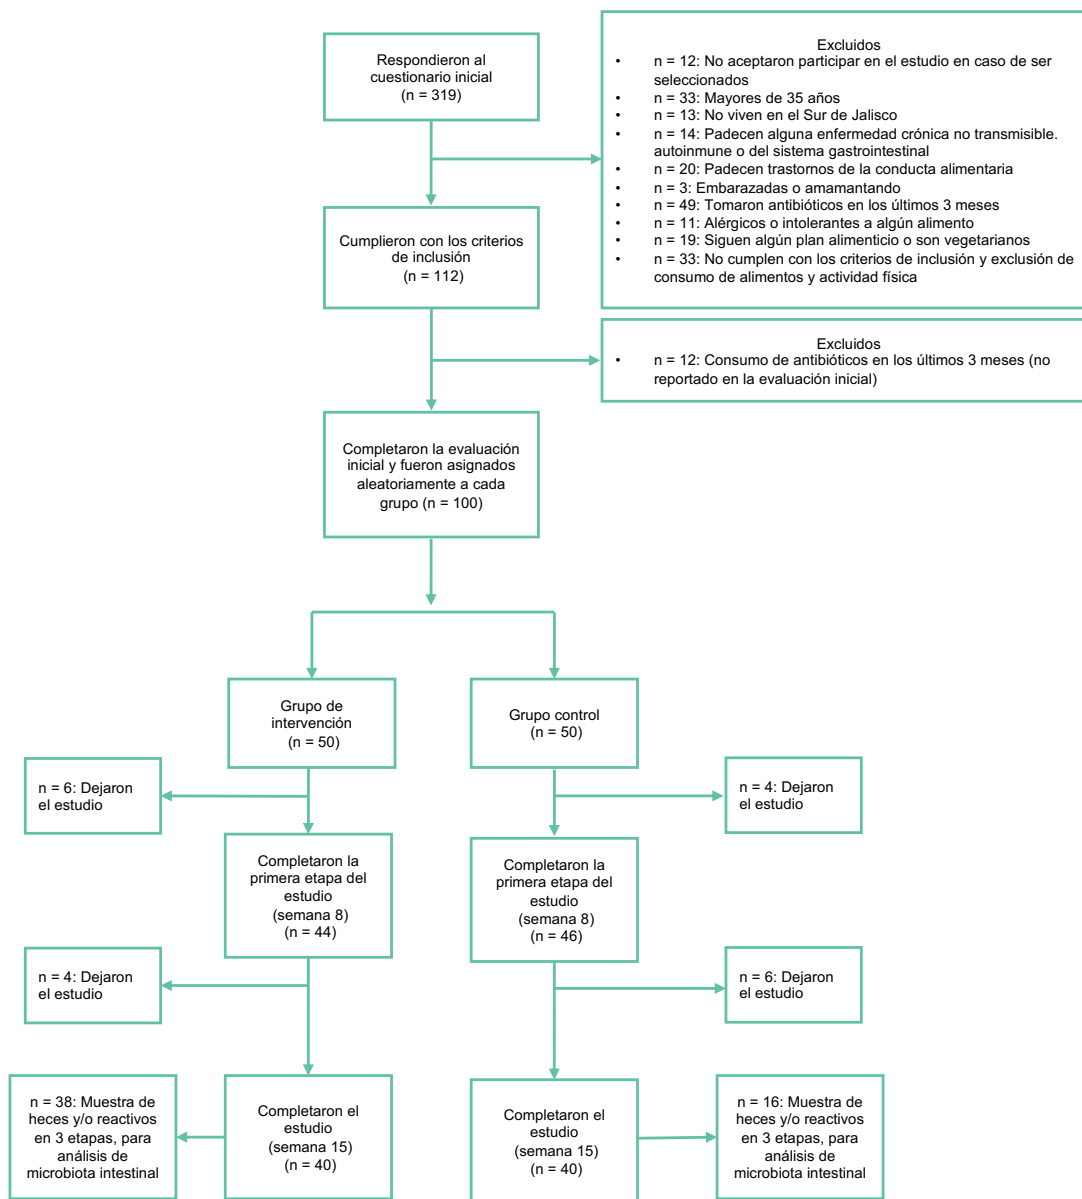 Respondieron al
cuestionario inicial
(n = 319)
Excluidos
• n = 12: No aceptaron participar en el estudio en caso de ser
seleccionados
• n = 33: Mayores de 35 años
• n = 13: No viven en el Sur de Jalisco
• n = 14: Padecen alguna enfermedad crónica no transmisible.
autoinmune o del sistema gastrointestinal
• n = 20: Padecen trastornos de la conducta alimentaria
• n = 3: Embarazadas o amamantando
• n = 49: Tomaron antibióticos en los últimos 3 meses
• n = 11: Alérgicos o intolerantes a algún alimento
• n = 19: Siguen algún plan alimenticio o son vegetarianos
• n = 33: No cumplen con los criterios de inclusión y exclusión de
consumo de alimentos y actividad física
Cumplieron con los criterios
de inclusión
(n = 112)
Excluidos
• n = 12: Consumo de antibióticos en los últimos 3 meses (no
reportado en la evaluación inicial)
Completaron la evaluación
inicial y fueron asignados
aleatoriamente a cada
grupo (n = 100)
Grupo de
intervención
(n = 50)
Grupo control
(n = 50)
n = 6: Dejaron
el estudio
n = 4: Dejaron
el estudio
Completaron la
primera etapa del
estudio
(semana 8)
(n = 44)
Completaron la
primera etapa del
estudio
(semana 8)
(n = 46)
n = 4: Dejaron
el estudio
n = 6: Dejaron
el estudio
n = 38: Muestra de
heces y/o reactivos
en 3 etapas, para
análisis de
microbiota intestinal
Completaron el
estudio
(semana 15)
(n = 40)
Completaron el
estudio
(semana 15)
(n = 40)
n = 16: Muestra de
heces y/o reactivos
en 3 etapas, para
análisis de
microbiota intestinal